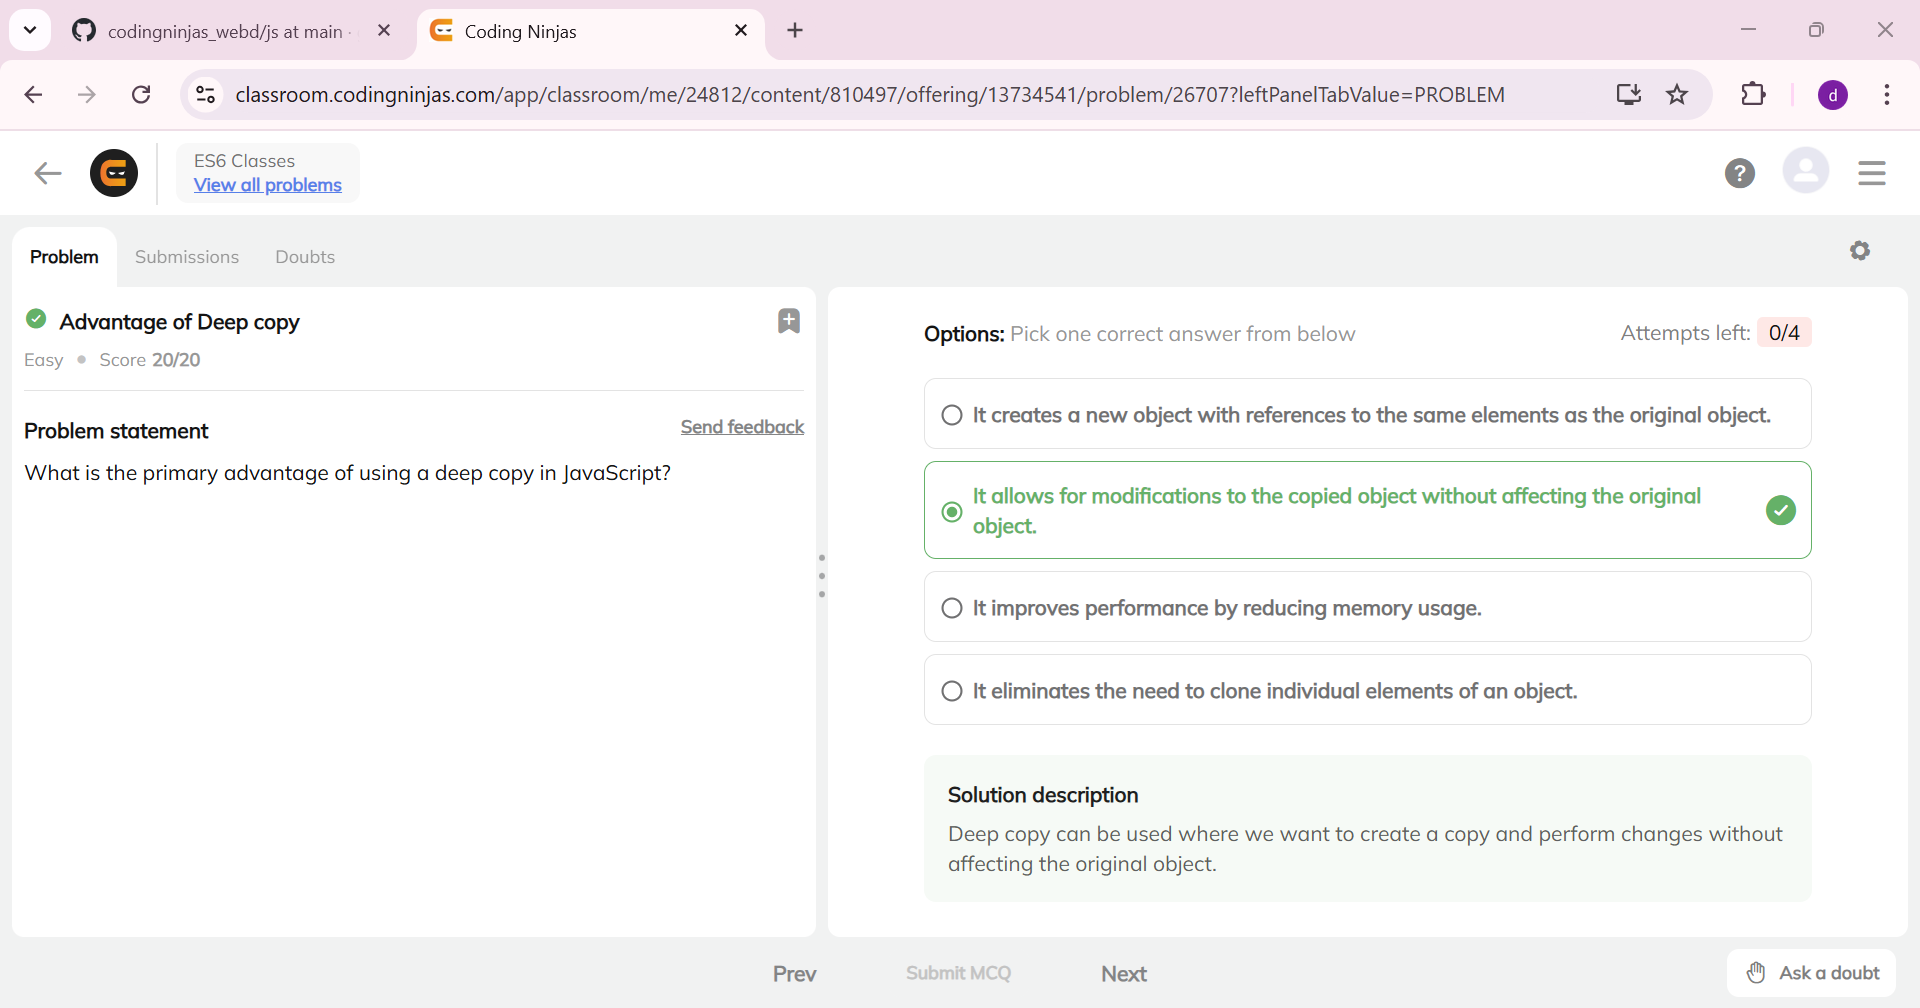 codingninjas_webd/js at main ·
Coding Ninjas
classroom.codingninjas.com/app/classroom/me/24812/content/810497/offering/13734541/problem/26707?leftPanelTabValue=PROBLEM
d
ES6 Classes
View all problems
?
Problem
Submissions
Doubts
Advantage of Deep copy
Easy • Score 20/20
Problem statement
Send feedback
What is the primary advantage of using a deep copy in JavaScript?
Options: Pick one correct answer from below
Attempts left: 0/4
It creates a new object with references to the same elements as the original object.
It allows for modifications to the copied object without affecting the original
object.
It improves performance by reducing memory usage.
It eliminates the need to clone individual elements of an object.
Solution description
Deep copy can be used where we want to create a copy and perform changes without
affecting the original object.
Prev
Submit MCQ
Next
Ask a doubt